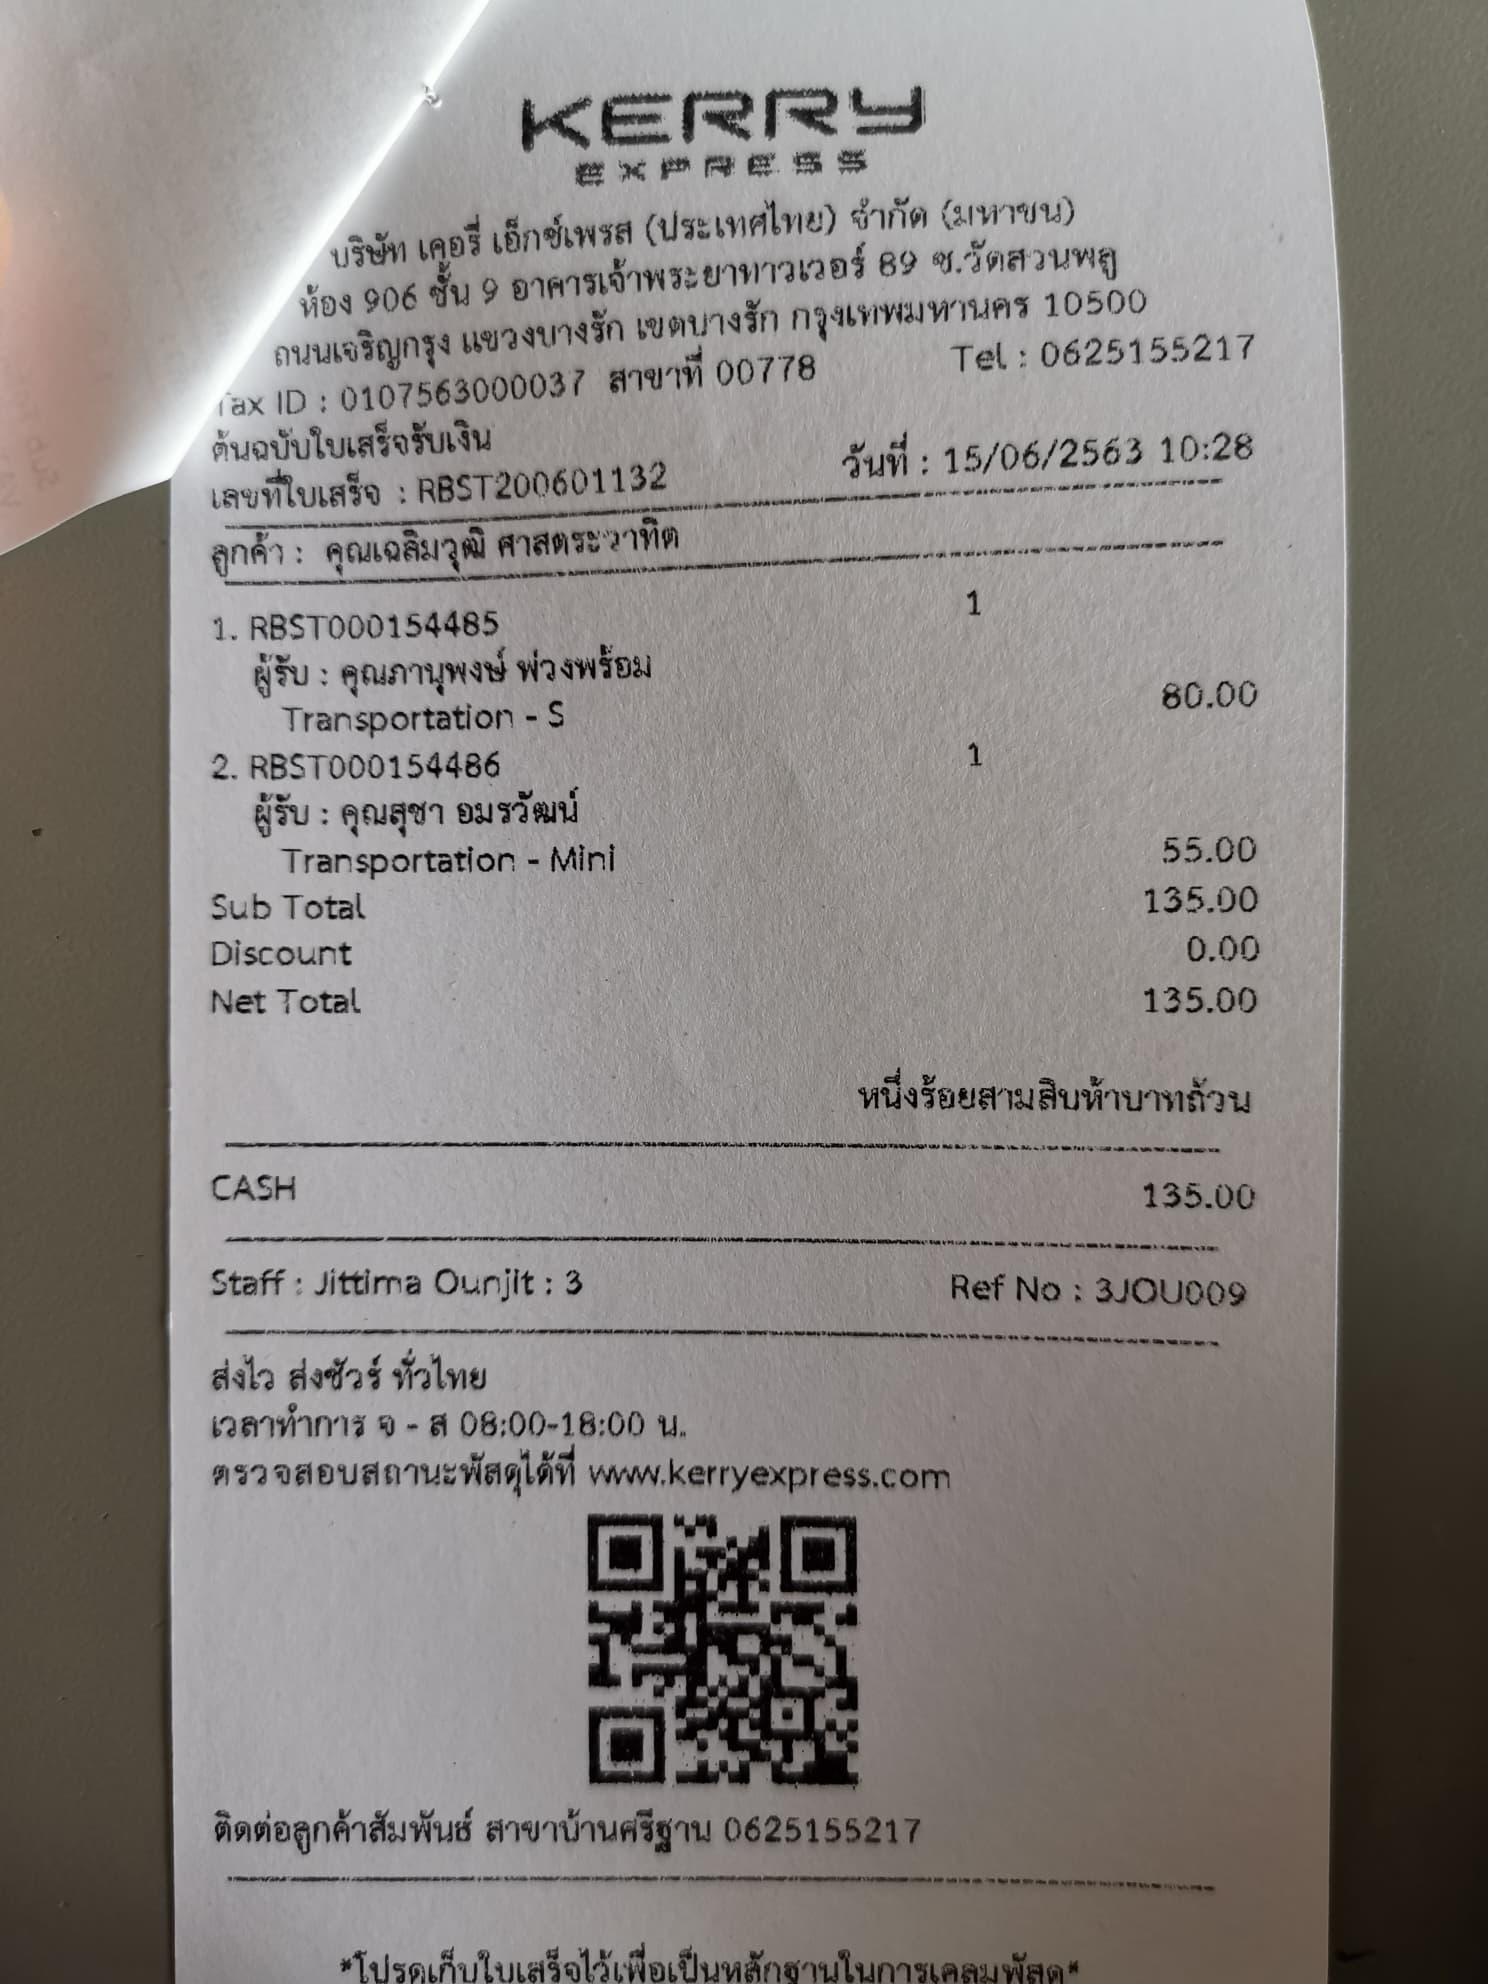 KERRY
EXPRESS
บริษัท เคอรี่ เอ็กซ์เพรส (ประเทศไทย) จำกัด (มหาชน)
ห้อง 906 ชั้น 9 อาคารเจ้าพระยาทาวเวอร์ 89 ซ.วัดสวนพลู
ถนนเจริญกรุง แขวงบางรัก เขตบางรัก กรุงเทพมหานคร 10500
Tax ID : 0107563000037 สาขาที่ 00778 Tel : 0625155217
ต้นฉบับใบเสร็จรับเงิน
เลขที่ใบเสร็จ : RBST200601132 วันที่ : 15/06/2563 10:28
ลูกค้า : คุณเฉลิมวุฒิ ศาสตระวาทิต
1. RBST000154485 1
ผู้รับ : คุณภานุพงษ์ พ่วงพร้อม
Transportation - S 80.00
2. RBST000154486 1
ผู้รับ : คุณสุชา อมรวัฒน์
Transportation - Mini 55.00
Sub Total 135.00
Discount 0.00
Net Total 135.00
หนึ่งร้อยสามสิบห้าบาทถ้วน
CASH 135.00
Staff : Jittima Ounjit : 3 Ref No : 3JOU009
ส่งไว ส่งชัวร์ ทั่วไทย
เวลาทำการ จ - ส 08:00-18:00 น.
ตรวจสอบสถานะพัสดุได้ที่ www.kerryexpress.com
ติดต่อลูกค้าสัมพันธ์ สาขาบ้านศรีฐาน 0625155217
*โปรดเก็บใบเสร็จไว้เพื่อเป็นหลักฐานในการเคลมพัสดุ*